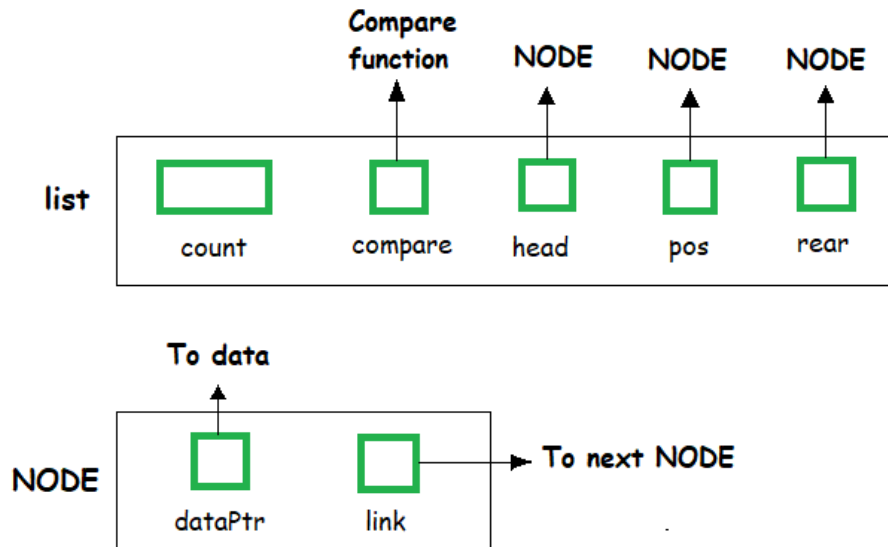 Compare
function
NODE NODE NODE
list
count compare head pos rear
To data
NODE
To next NODE
dataPtr link